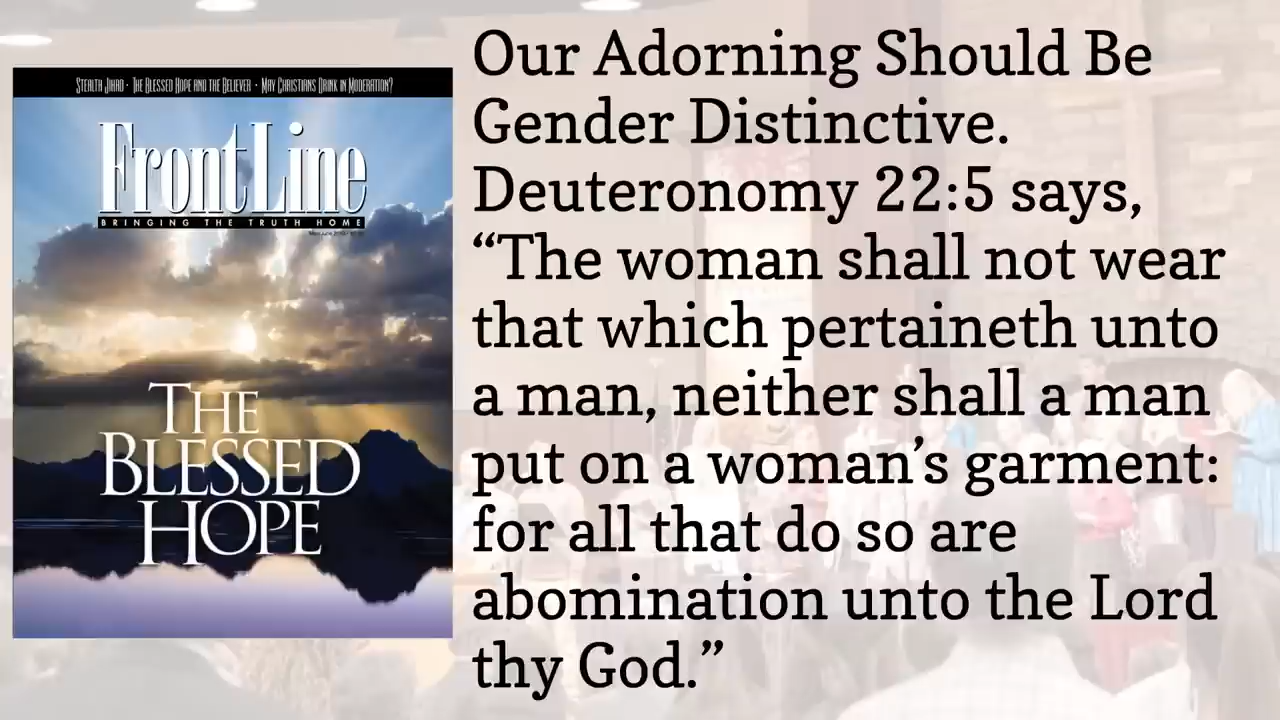 STEALTH JIHAD • THE BLESSED HOPE AND THE BELIEVER • MAY CHRISTIANS DRINK IN MODERATION?
FrontLine
BRINGING THE TRUTH HOME
THE
BLESSED
HOPE
Our Adorning Should Be
Gender Distinctive.
Deuteronomy 22:5 says,
“The woman shall not wear
that which pertaineth unto
a man, neither shall a man
put on a woman’s garment:
for all that do so are
abomination unto the Lord
thy God.”